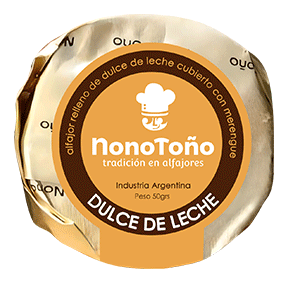 alfajor relleno de dulce de leche cubierto con merengue
nonoToño
tradición en alfajores
Industria Argentina
Peso 50grs
DULCE DE LECHE